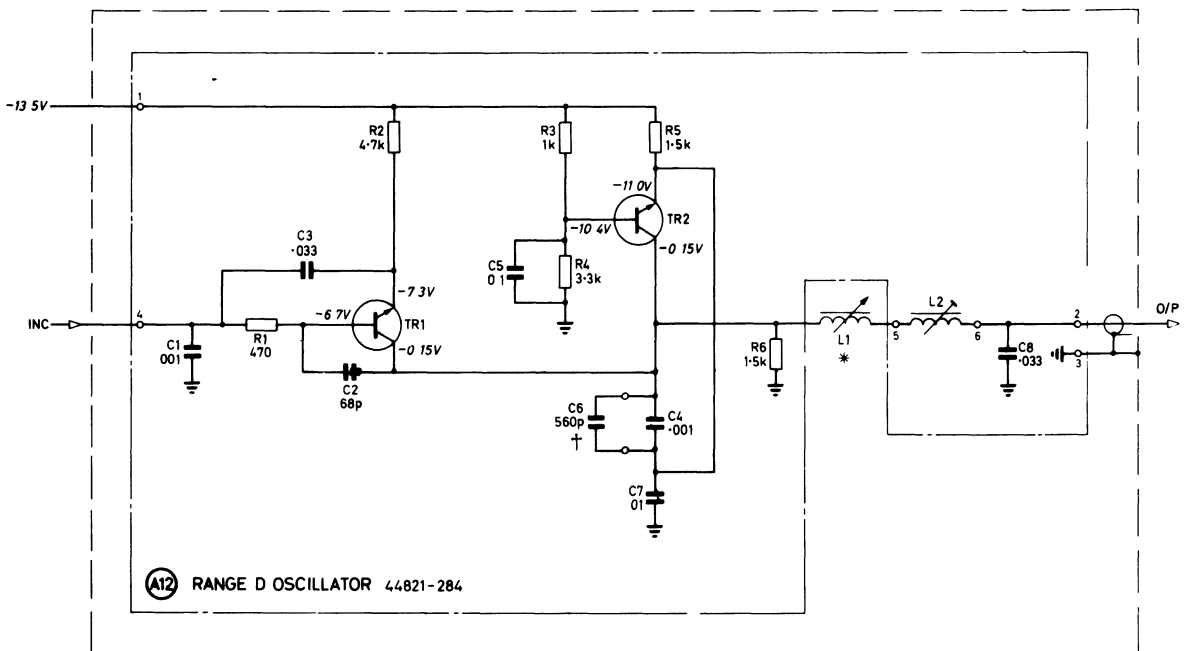 -13 5V
1
R2
4·7k
R3
1k
R5
1·5k
-11 0V
TR2
-10 4V
-0 15V
C3
·033
C5
0 1
R4
3·3k
-7 3V
-6 7V
TR1
INC
4
C1
001
R1
470
-0 15V
C2
68p
R6
1·5k
L1
*
5
L2
6
C8
·033
2
3
O/P
C6
560p
†
C4
·001
C7
01
A12 RANGE D OSCILLATOR 44821-284